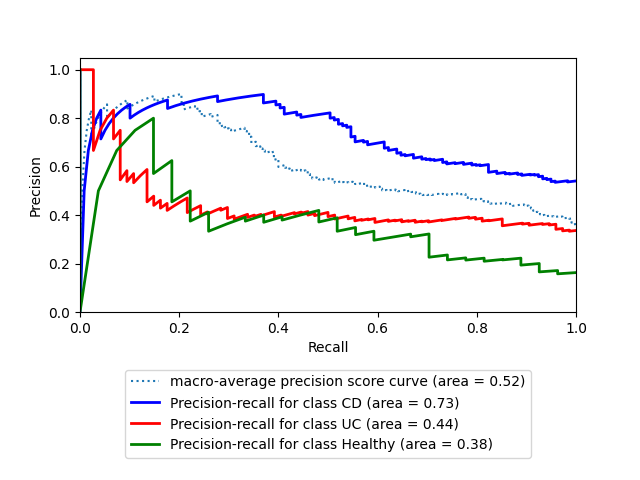 1.0
0.8
0.6
0.4
0.2
0.0
Precision
0.0 0.2 0.4 0.6 0.8 1.0
Recall
macro-average precision score curve (area = 0.52)
Precision-recall for class CD (area = 0.73)
Precision-recall for class UC (area = 0.44)
Precision-recall for class Healthy (area = 0.38)